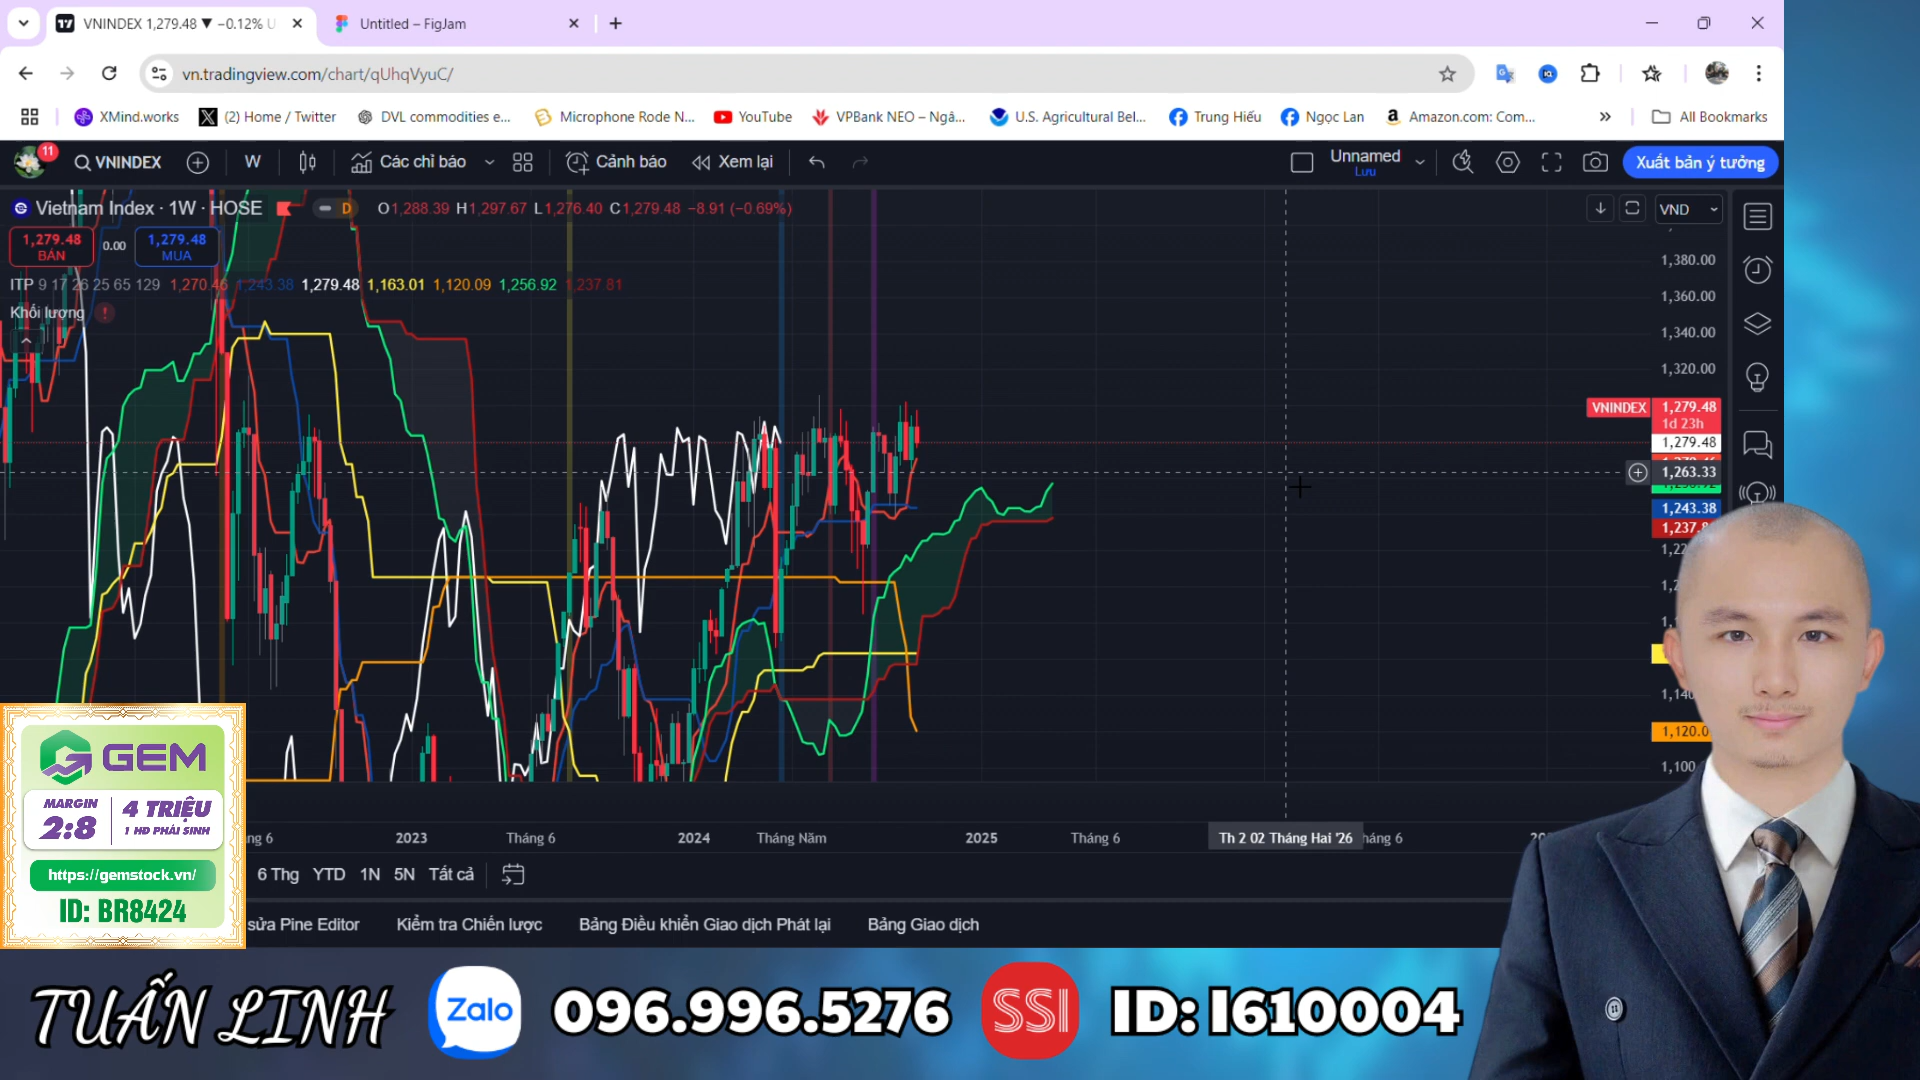 VNINDEX 1,279.48 ▼ −0.12% U
Untitled – FigJam
vn.tradingview.com/chart/qUhqVyuC/
XMind.works
(2) Home / Twitter
DVL commodities e...
Microphone Rode N...
YouTube
VPBank NEO – Ngâ...
U.S. Agricultural Bel...
Trung Hiếu
Ngọc Lan
Amazon.com: Com...
All Bookmarks
11
VNINDEX
W
Các chỉ báo
Cảnh báo
Xem lại
Unnamed
Lưu
Xuất bản ý tưởng
Vietnam Index · 1W · HOSE
D
O1,288.39 H1,297.67 L1,276.40 C1,279.48 −8.91 (−0.69%)
VND
1,279.48
BÁN
0.00
1,279.48
MUA
ITP 9 17 26 25 65 129 1,270.46 1,243.38 1,279.48 1,163.01 1,120.09 1,256.92 1,237.81
Khối lượng
1,380.00
1,360.00
1,340.00
1,320.00
VNINDEX
1,279.48
1d 23h
1,279.48
1,263.33
1,243.38
1,100
2023
Tháng 6
2024
Tháng Năm
2025
Tháng 6
Th 2 02 Tháng Hai '26
6 Thg
YTD
1N
5N
Tất cả
sửa Pine Editor
Kiểm tra Chiến lược
Bảng Điều khiển Giao dịch Phát lại
Bảng Giao dịch
GEM
MARGIN
2:8
4 TRIỆU
1 HD PHÁI SINH
https://gemstock.vn/
ID: BR8424
TUẤN LINH
Zalo
096.996.5276
SSI
ID: I610004